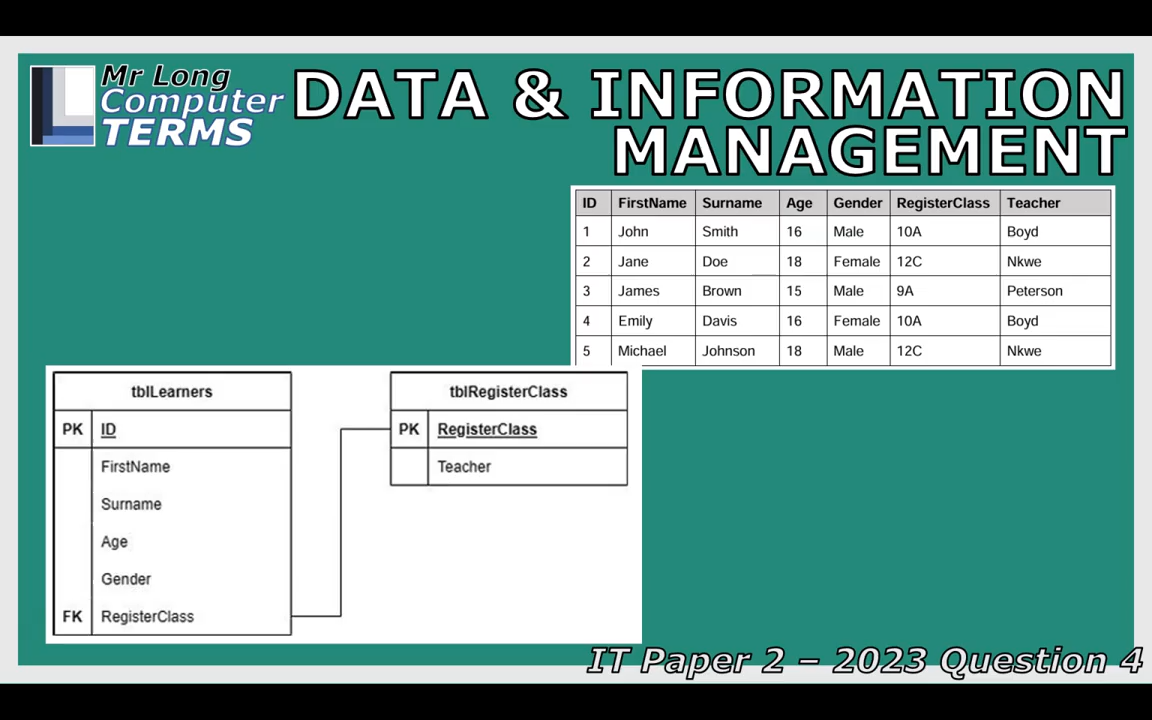 Mr Long
Computer
TERMS
DATA & INFORMATION
MANAGEMENT
ID FirstName Surname Age Gender RegisterClass Teacher
1 John Smith 16 Male 10A Boyd
2 Jane Doe 18 Female 12C Nkwe
3 James Brown 15 Male 9A Peterson
4 Emily Davis 16 Female 10A Boyd
5 Michael Johnson 18 Male 12C Nkwe
tblLearners
PK ID
FirstName
Surname
Age
Gender
FK RegisterClass
tblRegisterClass
PK RegisterClass
Teacher
IT Paper 2 – 2023 Question 4